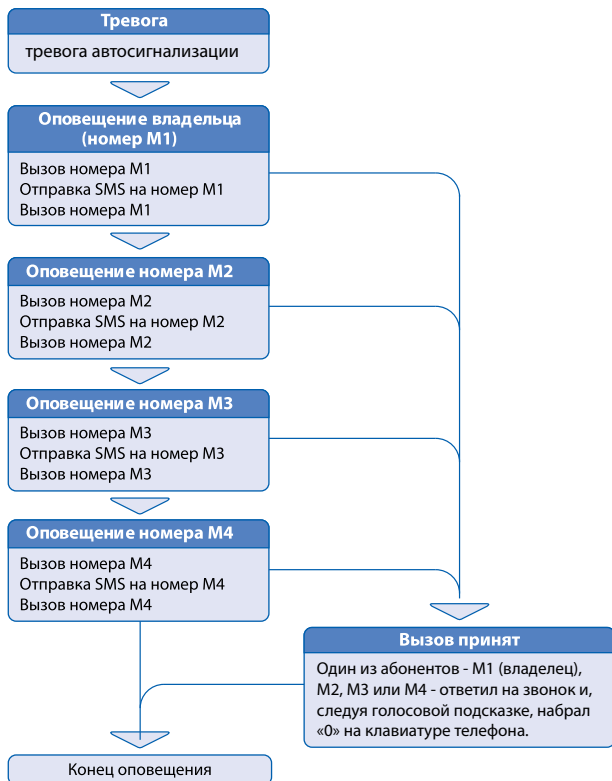 Тревога
тревога автосигнализации
Оповещение владельца
(номер М1)
Вызов номера М1
Отправка SMS на номер М1
Вызов номера М1
Оповещение номера М2
Вызов номера М2
Отправка SMS на номер М2
Вызов номера М2
Оповещение номера М3
Вызов номера М3
Отправка SMS на номер М3
Вызов номера М3
Оповещение номера М4
Вызов номера М4
Отправка SMS на номер М4
Вызов номера М4
Вызов принят
Один из абонентов - М1 (владелец),
М2, М3 или М4 - ответил на звонок и,
следуя голосовой подсказке, набрал
«0» на клавиатуре телефона.
Конец оповещения